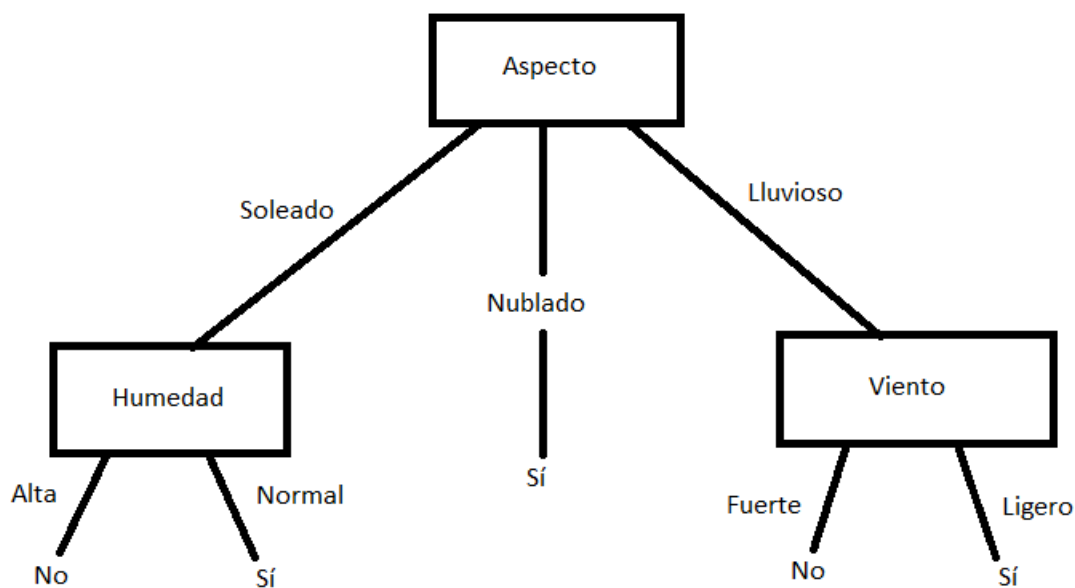 Aspecto
Soleado
Lluvioso
Nublado
Humedad
Viento
Alta
Normal
Sí
Fuerte
Ligero
No
Sí
No
Sí